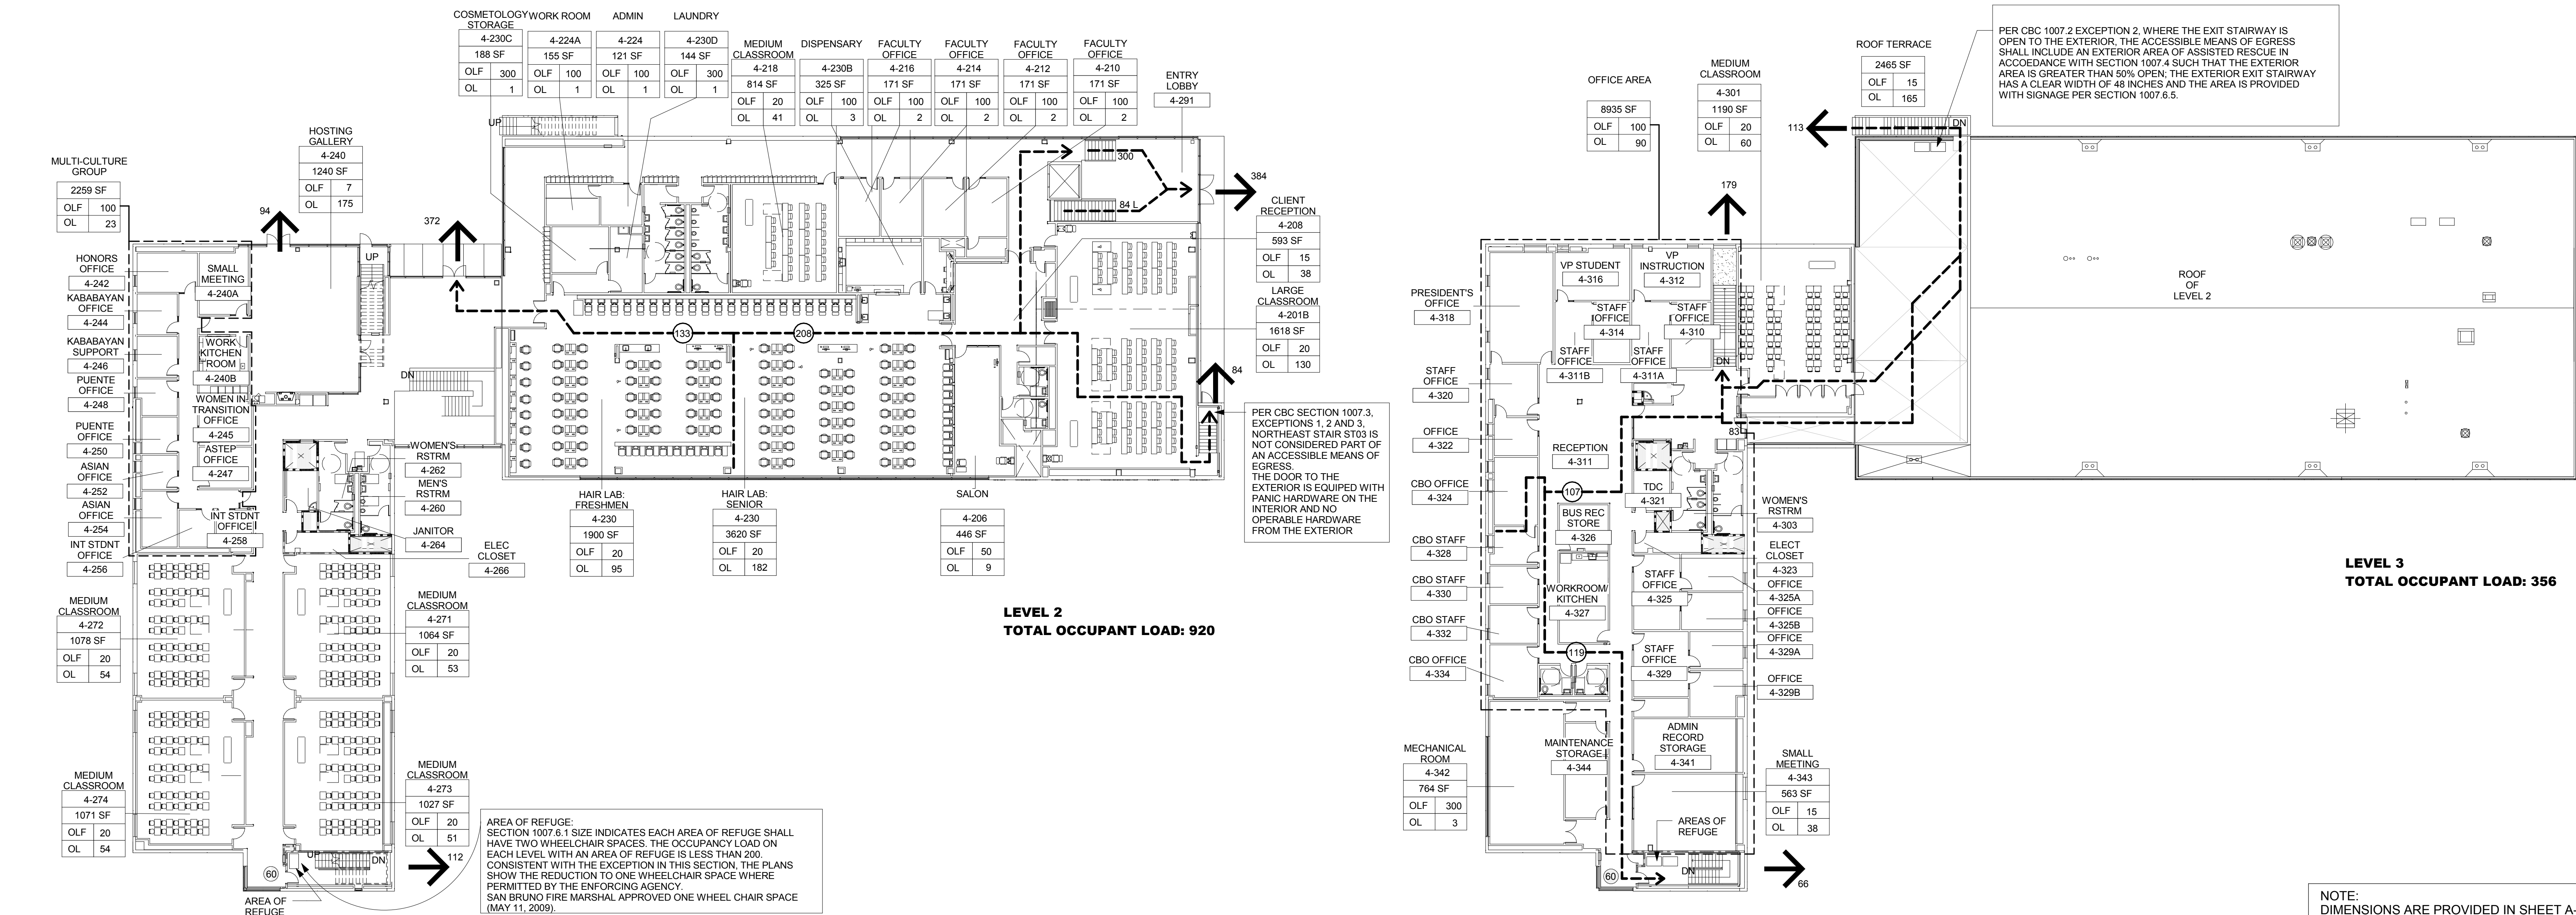 COSMETOLOGY
STORAGE
4-230C
188 SF
OLF 300
OL 1
WORK ROOM
4-224A
155 SF
OLF 100
OL 1
ADMIN
4-224
121 SF
OLF 100
OL 1
LAUNDRY
4-230D
144 SF
OLF 300
OL 1
MEDIUM
CLASSROOM
4-218
814 SF
OLF 20
OL 41
DISPENSARY
4-230B
325 SF
OLF 100
OL 3
FACULTY
OFFICE
4-216
171 SF
OLF 100
OL 2
FACULTY
OFFICE
4-214
171 SF
OLF 100
OL 2
FACULTY
OFFICE
4-212
171 SF
OLF 100
OL 2
FACULTY
OFFICE
4-210
171 SF
OLF 100
OL 2
ENTRY
LOBBY
4-291
HOSTING
GALLERY
4-240
1240 SF
OLF 7
OL 175
MULTI-CULTURE
GROUP
2259 SF
OLF 100
OL 23
94
372
UP
UP
300
84 L
384
CLIENT
RECEPTION
4-208
593 SF
OLF 15
OL 38
LARGE
CLASSROOM
4-201B
1618 SF
OLF 20
OL 130
84
133
208
DN
HONORS
OFFICE
4-242
KABABAYAN
OFFICE
4-244
KABABAYAN
SUPPORT
4-246
PUENTE
OFFICE
4-248
PUENTE
OFFICE
4-250
ASIAN
OFFICE
4-252
ASIAN
OFFICE
4-254
INT STDNT
OFFICE
4-256
SMALL
MEETING
4-240A
WORK
KITCHEN
ROOM
4-240B
WOMEN IN-
TRANSITION
OFFICE
4-245
ASTEP
OFFICE
4-247
INT STDNT
OFFICE
4-258
WOMEN'S
RSTRM
4-262
MEN'S
RSTRM
4-260
JANITOR
4-264
ELEC
CLOSET
4-266
HAIR LAB:
FRESHMEN
4-230
1900 SF
OLF 20
OL 95
HAIR LAB:
SENIOR
4-230
3620 SF
OLF 20
OL 182
SALON
4-206
446 SF
OLF 50
OL 9
PER CBC SECTION 1007.3,
EXCEPTIONS 1, 2 AND 3,
NORTHEAST STAIR ST03 IS
NOT CONSIDERED PART OF
AN ACCESSIBLE MEANS OF
EGRESS.
THE DOOR TO THE
EXTERIOR IS EQUIPED WITH
PANIC HARDWARE ON THE
INTERIOR AND NO
OPERABLE HARDWARE
FROM THE EXTERIOR
LEVEL 2
TOTAL OCCUPANT LOAD: 920
MEDIUM
CLASSROOM
4-272
1078 SF
OLF 20
OL 54
MEDIUM
CLASSROOM
4-271
1064 SF
OLF 20
OL 53
MEDIUM
CLASSROOM
4-274
1071 SF
OLF 20
OL 54
MEDIUM
CLASSROOM
4-273
1027 SF
OLF 20
OL 51
UP
DN
112
60
AREA OF
REFUGE
AREA OF REFUGE:
SECTION 1007.6.1 SIZE INDICATES EACH AREA OF REFUGE SHALL
HAVE TWO WHEELCHAIR SPACES. THE OCCUPANCY LOAD ON
EACH LEVEL WITH AN AREA OF REFUGE IS LESS THAN 200.
CONSISTENT WITH THE EXCEPTION IN THIS SECTION, THE PLANS
SHOW THE REDUCTION TO ONE WHEELCHAIR SPACE WHERE
PERMITTED BY THE ENFORCING AGENCY.
SAN BRUNO FIRE MARSHAL APPROVED ONE WHEEL CHAIR SPACE
(MAY 11, 2009).
OFFICE AREA
8935 SF
OLF 100
OL 90
MEDIUM
CLASSROOM
4-301
1190 SF
OLF 20
OL 60
ROOF TERRACE
2465 SF
OLF 15
OL 165
PER CBC 1007.2 EXCEPTION 2, WHERE THE EXIT STAIRWAY IS
OPEN TO THE EXTERIOR, THE ACCESSIBLE MEANS OF EGRESS
SHALL INCLUDE AN EXTERIOR AREA OF ASSISTED RESCUE IN
ACCOEDANCE WITH SECTION 1007.4 SUCH THAT THE EXTERIOR
AREA IS GREATER THAN 50% OPEN; THE EXTERIOR EXIT STAIRWAY
HAS A CLEAR WIDTH OF 48 INCHES AND THE AREA IS PROVIDED
WITH SIGNAGE PER SECTION 1007.6.5.
113
DN
179
VP STUDENT
4-316
VP
INSTRUCTION
4-312
PRESIDENT'S
OFFICE
4-318
STAFF
OFFICE
4-314
STAFF
OFFICE
4-310
STAFF
OFFICE
4-311B
STAFF
OFFICE
4-311A
DN
ROOF
OF
LEVEL 2
STAFF
OFFICE
4-320
OFFICE
4-322
CBO OFFICE
4-324
CBO STAFF
4-328
CBO STAFF
4-330
CBO STAFF
4-332
CBO OFFICE
4-334
RECEPTION
4-311
83
107
TDC
4-321
BUS REC
STORE
4-326
WORKROOM/
KITCHEN
4-327
119
STAFF
OFFICE
4-325
STAFF
OFFICE
4-329
WOMEN'S
RSTRM
4-303
ELECT
CLOSET
4-323
OFFICE
4-325A
OFFICE
4-325B
OFFICE
4-329A
OFFICE
4-329B
LEVEL 3
TOTAL OCCUPANT LOAD: 356
MECHANICAL
ROOM
4-342
764 SF
OLF 300
OL 3
MAINTENANCE
STORAGE
4-344
ADMIN
RECORD
STORAGE
4-341
SMALL
MEETING
4-343
563 SF
OLF 15
OL 38
AREAS OF
REFUGE
60
DN
66
NOTE:
DIMENSIONS ARE PROVIDED IN SHEET A-